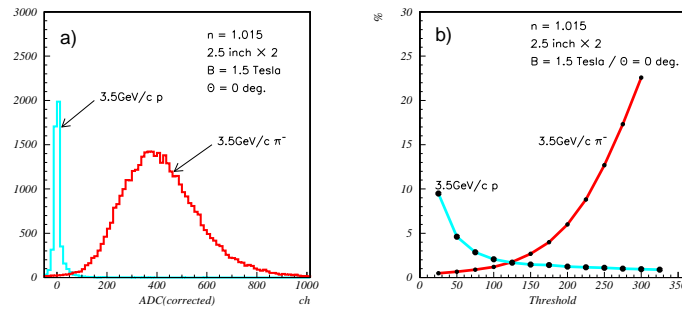 a)
n = 1.015
2.5 inch × 2
B = 1.5 Tesla
Θ = 0 deg.
3.5GeV/c p
3.5GeV/c π⁻
3000
2500
2000
1500
1000
500
0
0 200 400 600 800 1000
ADC(corrected) ch
%
b)
n = 1.015
2.5 inch × 2
B = 1.5 Tesla / Θ = 0 deg.
3.5GeV/c π⁻
3.5GeV/c p
30
25
20
15
10
5
0
0 50 100 150 200 250 300 350
Threshold